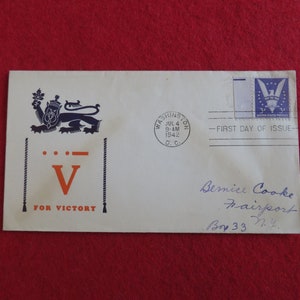 WASHINGTON
JUL 4
9-AM
1942
D.C.
FIRST DAY OF ISSUE
V
FOR VICTORY
Bernice Cooke
Fairport
Box 33 N.Y.